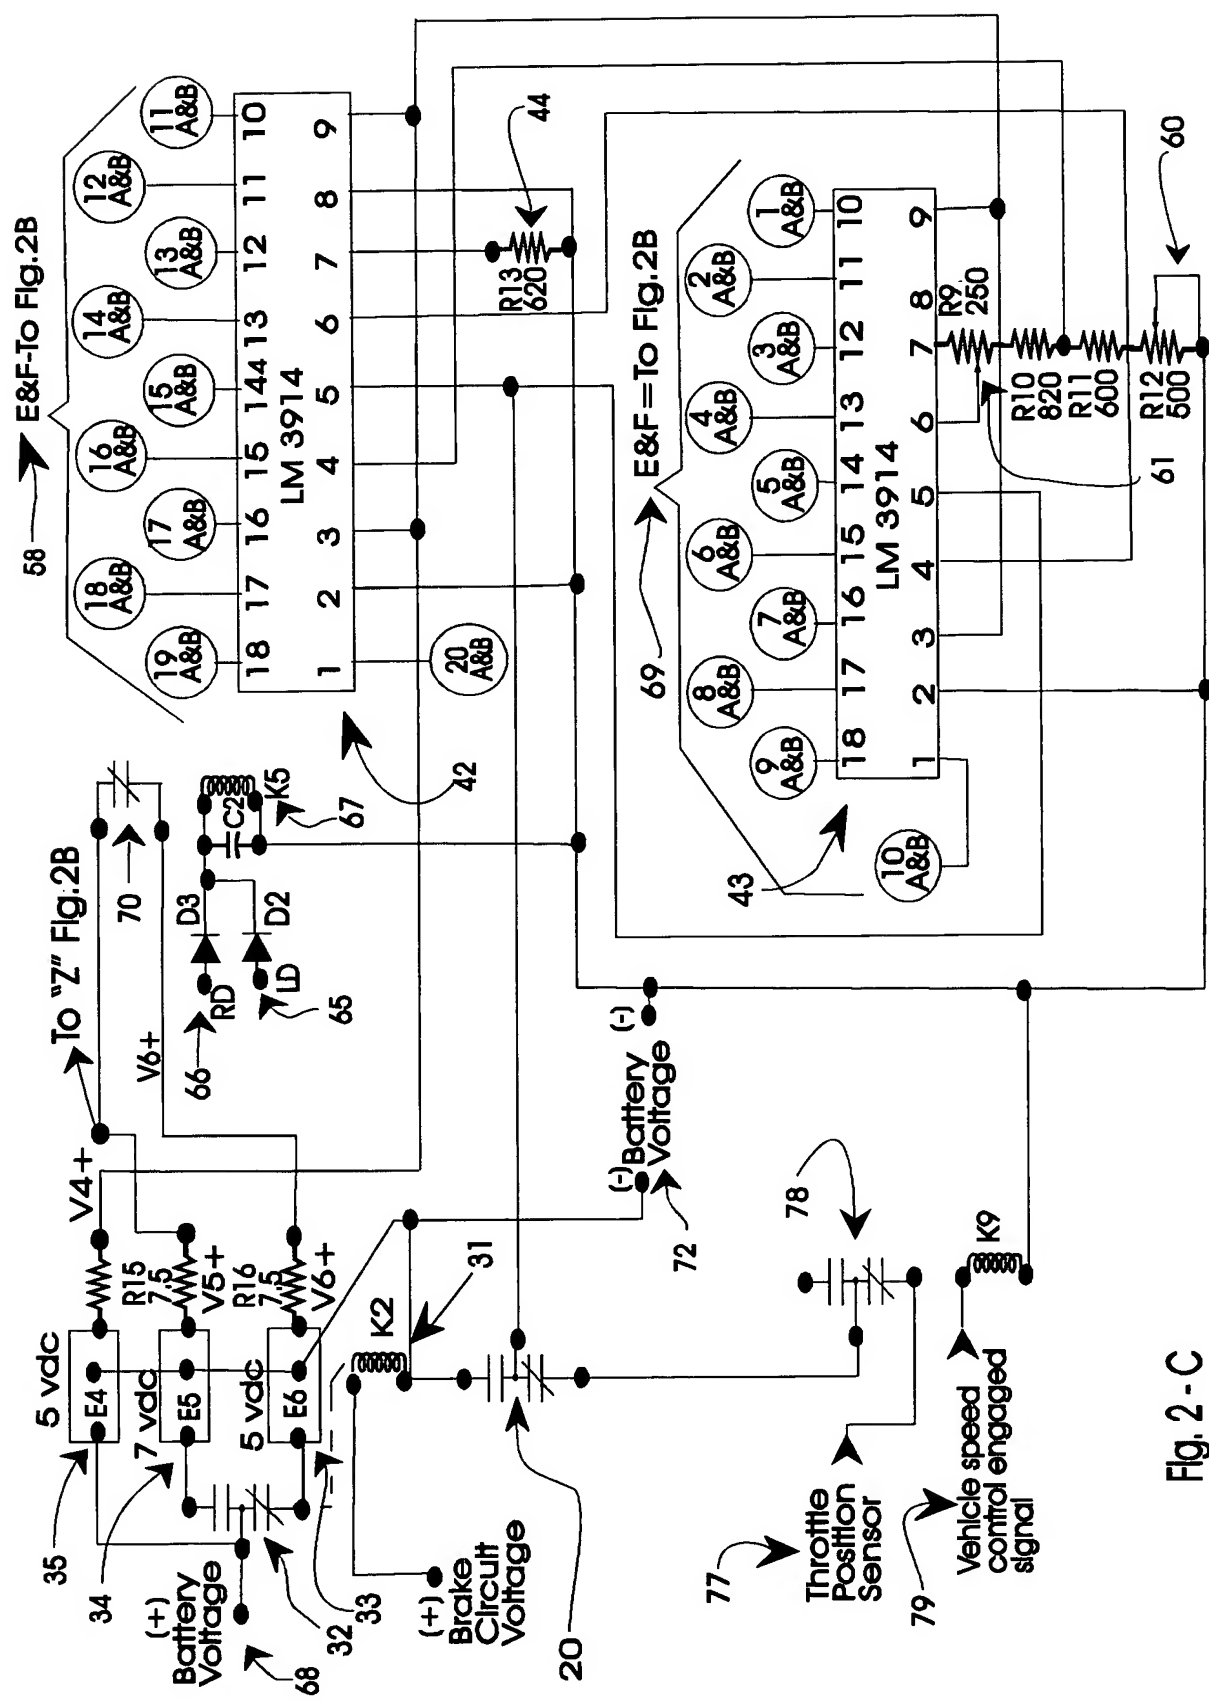 58
E&F-To Fig.2B
19
A&B
18
A&B
17
A&B
16
A&B
15
A&B
14
A&B
13
A&B
12
A&B
11
A&B
18 17 16 15 144 13 12 11 10
LM 3914
1 2 3 4 5 6 7 8 9
20
A&B
42
R13
620
44
To "Z" Fig.2B
70
V6+
V4+
5 vdc
E4
35
R15
7.5
V5+
7 vdc
E5
34
R16
7.5
V6+
5 vdc
E6
33
32
(+)
Battery
Voltage
68
D3
RD
66
D2
LD
65
C2
K5
67
K2
31
(+)
Brake
Circuit
Voltage
20
(-)
(-)
Battery
Voltage
72
69
E&F=To Fig.2B
9
A&B
8
A&B
7
A&B
6
A&B
5
A&B
4
A&B
3
A&B
2
A&B
1
A&B
18 17 16 15 14 13 12 11 10
LM 3914
1 2 3 4 5 6 7 8 9
10
A&B
43
R9
250
R10
820
R11
600
R12
500
61
60
78
77
Throttle
Position
Sensor
79
Vehicle speed
control engaged
signal
K9
Fig. 2 - C